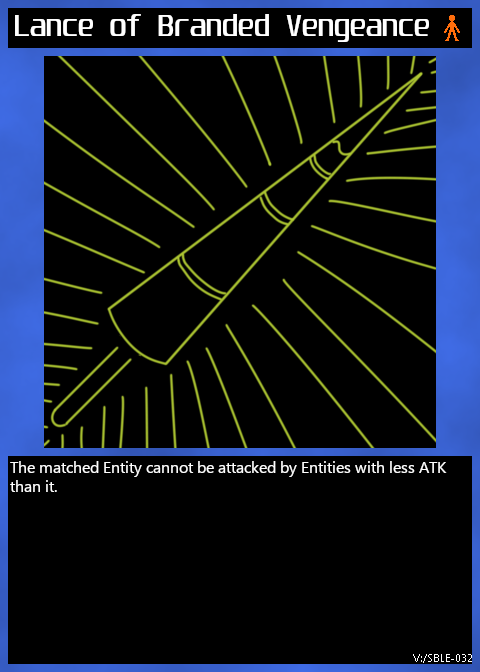 Lance of Branded Vengeance
The matched Entity cannot be attacked by Entities with less ATK
than it.
V:/SBLE-032